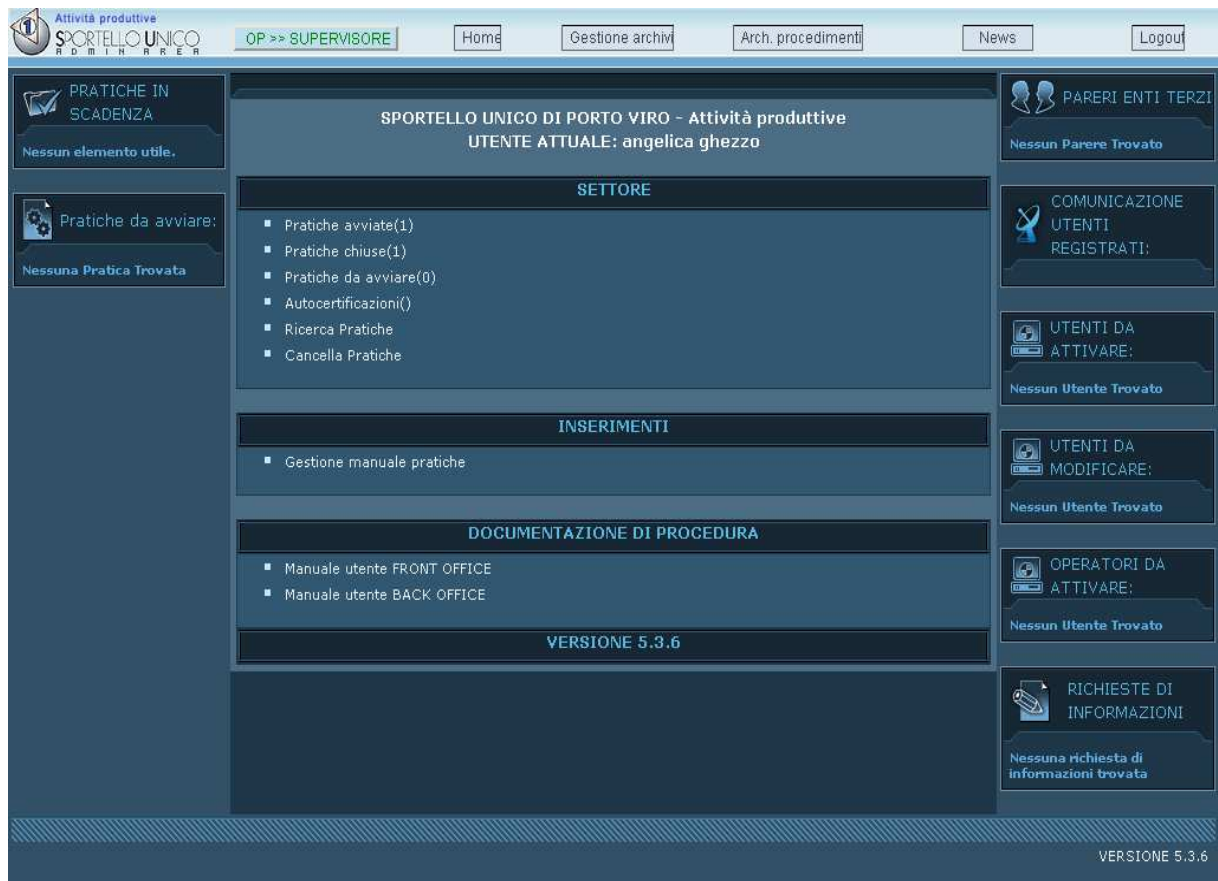 Attività produttive
SPORTELLO UNICO
ADMIN AREA
OP >> SUPERVISORE
Home
Gestione archivi
Arch. procedimenti
News
Logout
PRATICHE IN
SCADENZA
Nessun elemento utile.
Pratiche da avviare:
Nessuna Pratica Trovata
SPORTELLO UNICO DI PORTO VIRO - Attività produttive
UTENTE ATTUALE: angelica ghezzo
SETTORE
Pratiche avviate(1)
Pratiche chiuse(1)
Pratiche da avviare(0)
Autocertificazioni()
Ricerca Pratiche
Cancella Pratiche
INSERIMENTI
Gestione manuale pratiche
DOCUMENTAZIONE DI PROCEDURA
Manuale utente FRONT OFFICE
Manuale utente BACK OFFICE
VERSIONE 5.3.6
PARERI ENTI TERZI
Nessun Parere Trovato
COMUNICAZIONE
UTENTI
REGISTRATI:
UTENTI DA
ATTIVARE:
Nessun Utente Trovato
UTENTI DA
MODIFICARE:
Nessun Utente Trovato
OPERATORI DA
ATTIVARE:
Nessun Utente Trovato
RICHIESTE DI
INFORMAZIONI
Nessuna richiesta di
informazioni trovata
VERSIONE 5.3.6